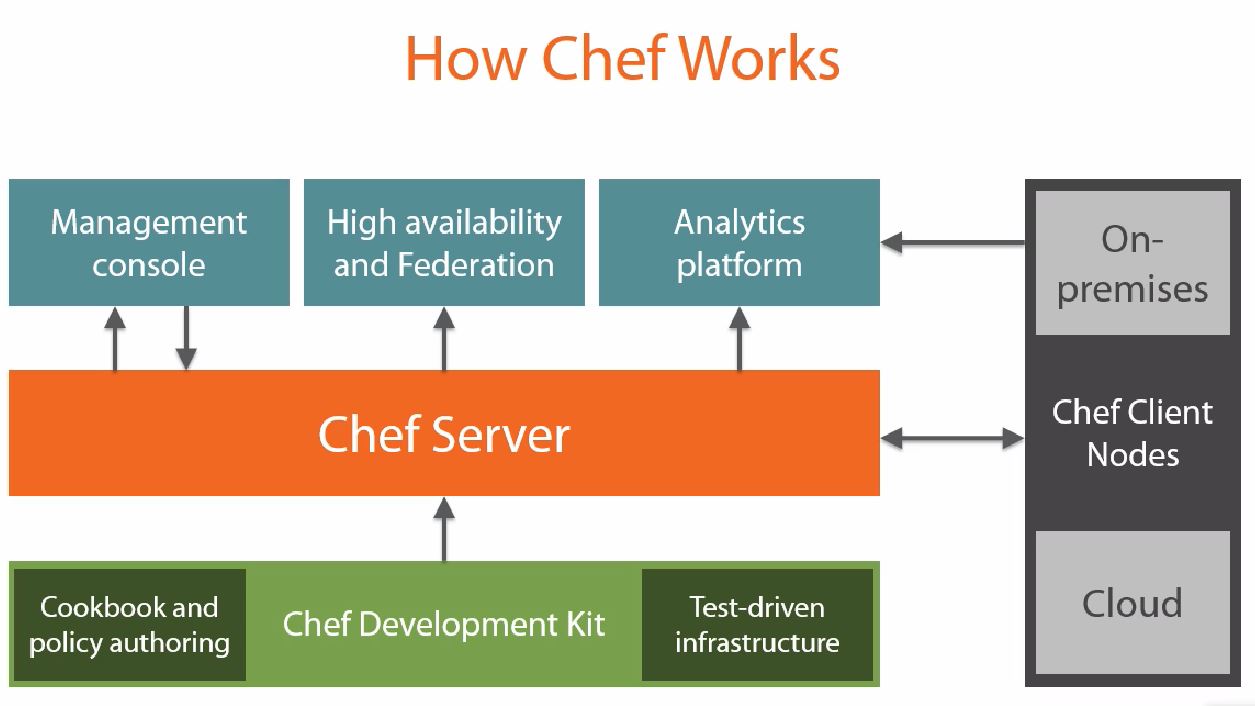 How Chef Works
Management
console
High availability
and Federation
Analytics
platform
On-
premises
Chef Server
Chef Client
Nodes
Cookbook and
policy authoring
Chef Development Kit
Test-driven
infrastructure
Cloud